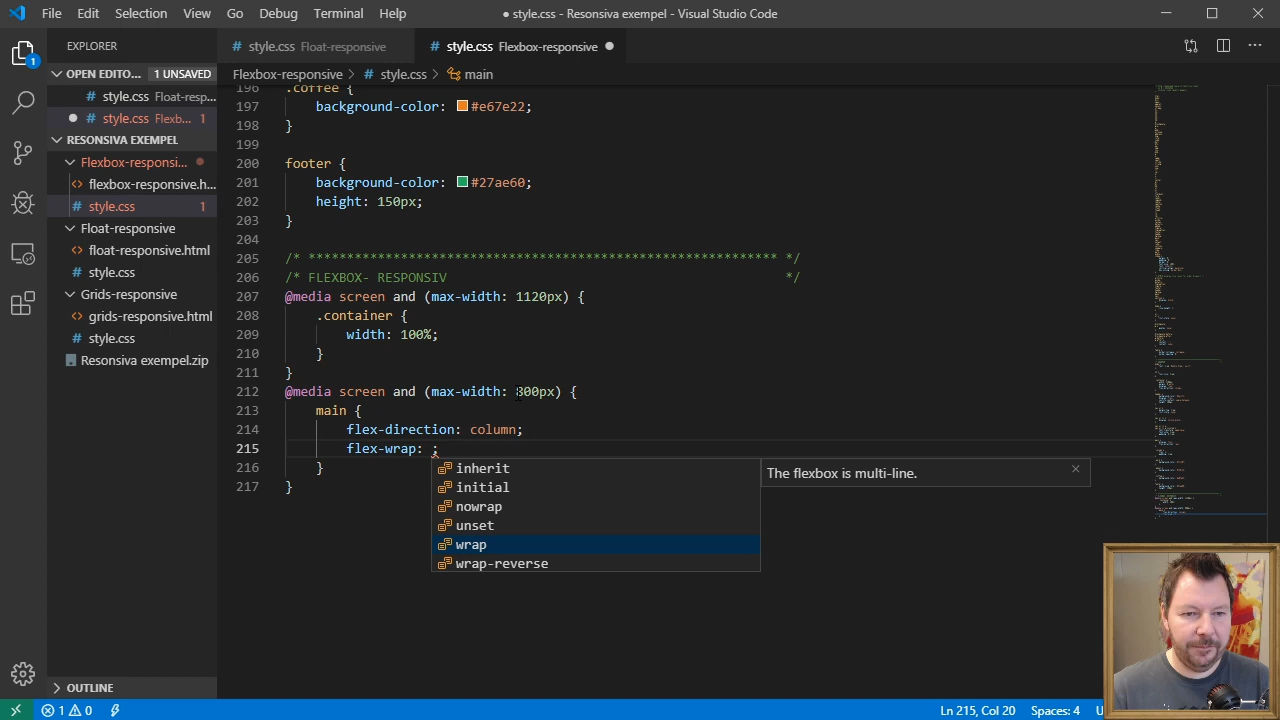 File Edit Selection View Go Debug Terminal Help
● style.css - Resonsiva exempel - Visual Studio Code
EXPLORER
style.css Float-responsive
style.css Flexbox-responsive
OPEN EDITO... 1 UNSAVED
style.css Float-resp...
style.css Flexb... 1
RESONSIVA EXEMPEL
Flexbox-responsi...
flexbox-responsive.h...
style.css 1
Float-responsive
float-responsive.html
style.css
Grids-responsive
grids-responsive.html
style.css
Resonsiva exempel.zip
OUTLINE
1
Flexbox-responsive > # style.css > main
196 .coffee {
197 background-color: #e67e22;
198 }
199
200 footer {
201 background-color: #27ae60;
202 height: 150px;
203 }
204
205 /* ************************************************************* */
206 /* FLEXBOX- RESPONSIV */
207 @media screen and (max-width: 1120px) {
208 .container {
209 width: 100%;
210 }
211 }
212 @media screen and (max-width: 800px) {
213 main {
214 flex-direction: column;
215 flex-wrap: ;
216 }
217 }
inherit
initial
nowrap
unset
wrap
wrap-reverse
The flexbox is multi-line.
1 0
Ln 215, Col 20 Spaces: 4